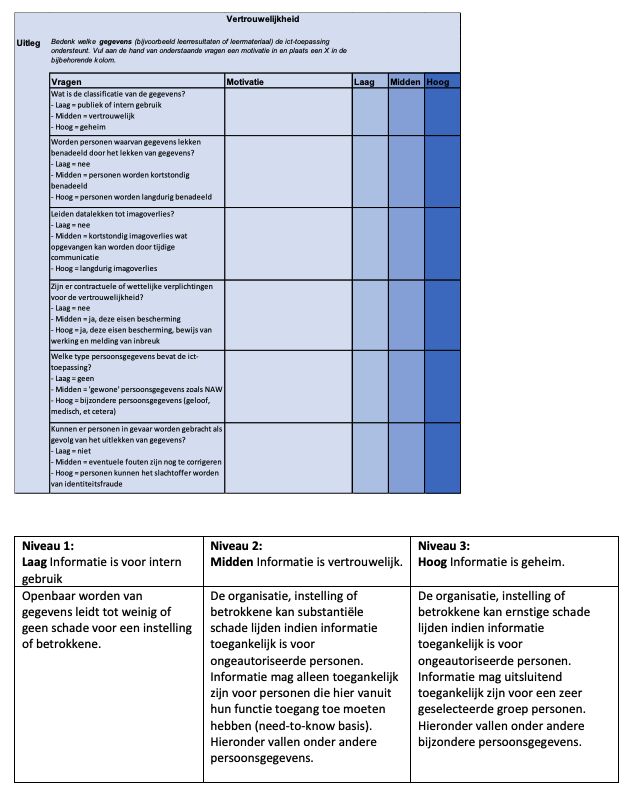 Vertrouwelijkheid
Uitleg
Bedenk welke gegevens (bijvoorbeeld leerresultaten of leermateriaal) de ict-toepassing
ondersteunt. Vul aan de hand van onderstaande vragen een motivatie in en plaats een X in de
bijbehorende kolom.
Vragen Motivatie Laag Midden Hoog
Wat is de classificatie van de gegevens?
- Laag = publiek of intern gebruik
- Midden = vertrouwelijk
- Hoog = geheim
Worden personen waarvan gegevens lekken
benadeeld door het lekken van gegevens?
- Laag = nee
- Midden = personen worden kortstondig
benadeeld
- Hoog = personen worden langdurig benadeeld
Leiden datalekken tot imagoverlies?
- Laag = nee
- Midden = kortstondig imagoverlies wat
opgevangen kan worden door tijdige
communicatie
- Hoog = langdurig imagoverlies
Zijn er contractuele of wettelijke verplichtingen
voor de vertrouwelijkheid?
- Laag = nee
- Midden = ja, deze eisen bescherming
- Hoog = ja, deze eisen bescherming, bewijs van
werking en melding van inbreuk
Welke type persoonsgegevens bevat de ict-
toepassing?
- Laag = geen
- Midden = 'gewone' persoonsgegevens zoals NAW
- Hoog = bijzondere persoonsgegevens (geloof,
medisch, et cetera)
Kunnen er personen in gevaar worden gebracht als
gevolg van het uitlekken van gegevens?
- Laag = niet
- Midden = eventuele fouten zijn nog te corrigeren
- Hoog = personen kunnen het slachtoffer worden
van identiteitsfraude
Niveau 1:
Laag Informatie is voor intern
gebruik
Niveau 2:
Midden Informatie is vertrouwelijk.
Niveau 3:
Hoog Informatie is geheim.
Openbaar worden van
gegevens leidt tot weinig of
geen schade voor een instelling
of betrokkene.
De organisatie, instelling of
betrokkene kan substantiële
schade lijden indien informatie
toegankelijk is voor
ongeautoriseerde personen.
Informatie mag alleen toegankelijk
zijn voor personen die hier vanuit
hun functie toegang toe moeten
hebben (need-to-know basis).
Hieronder vallen onder andere
persoonsgegevens.
De organisatie, instelling of
betrokkene kan ernstige schade
lijden indien informatie
toegankelijk is voor
ongeautoriseerde personen.
Informatie mag uitsluitend
toegankelijk zijn voor een zeer
geselecteerde groep personen.
Hieronder vallen onder andere
bijzondere persoonsgegevens.